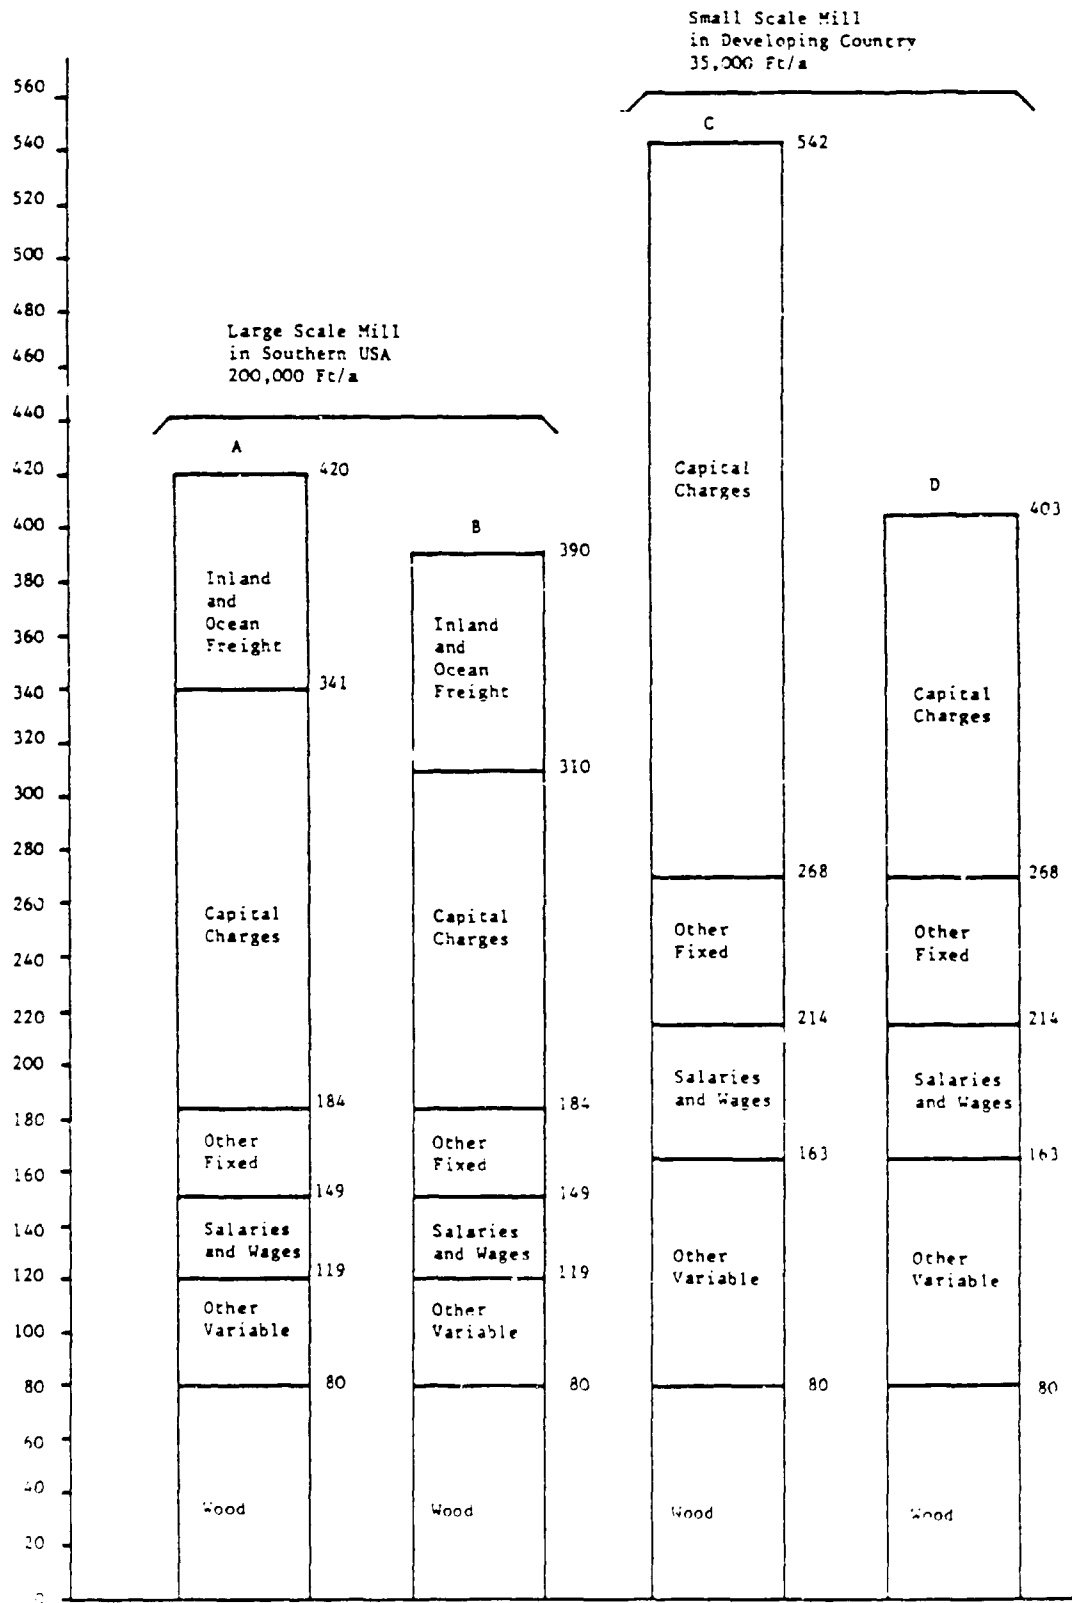 Small Scale Mill
in Developing Country
35,000 Ft/a
560
540
520
500
480
460
440
420
400
380
360
340
320
300
280
260
240
220
200
180
160
140
120
100
80
60
40
20
0
Large Scale Mill
in Southern USA
200,000 Ft/a
A
420
Inland
and
Ocean
Freight
341
Capital
Charges
184
Other
Fixed
149
Salaries
and Wages
119
Other
Variable
80
Wood
B
390
Inland
and
Ocean
Freight
310
Capital
Charges
184
Other
Fixed
149
Salaries
and Wages
119
Other
Variable
80
Wood
C
542
Capital
Charges
268
Other
Fixed
214
Salaries
and Wages
163
Other
Variable
80
Wood
D
403
Capital
Charges
268
Other
Fixed
214
Salaries
and Wages
163
Other
Variable
80
Wood